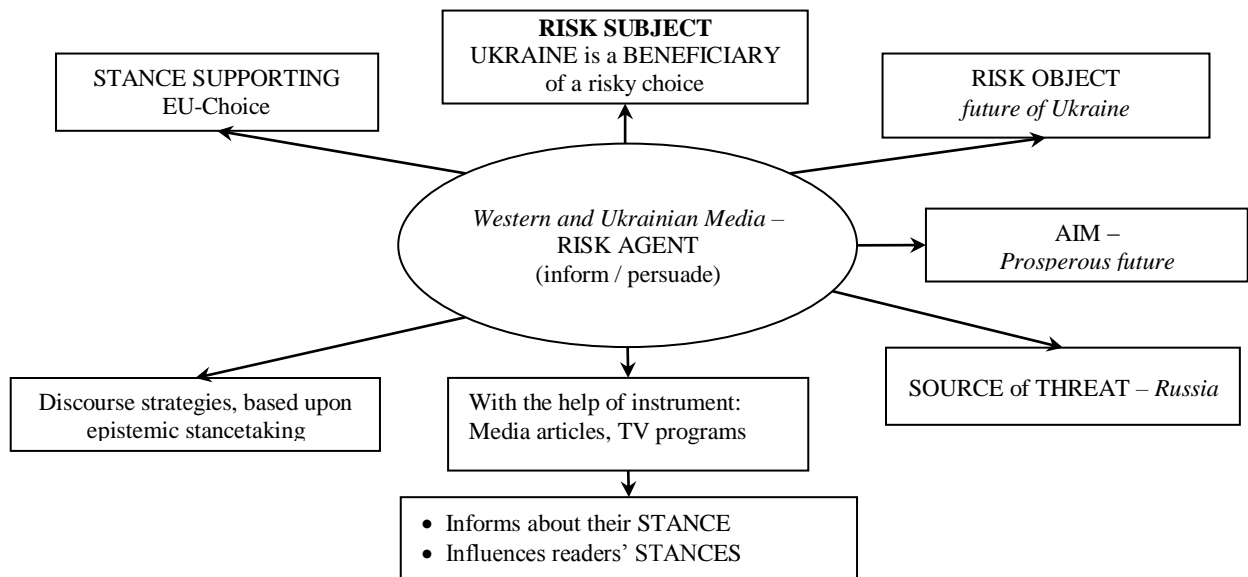 RISK SUBJECT
UKRAINE is a BENEFICIARY
of a risky choice
STANCE SUPPORTING
EU-Choice
RISK OBJECT
future of Ukraine
Western and Ukrainian Media –
RISK AGENT
(inform / persuade)
AIM –
Prosperous future
SOURCE of THREAT – Russia
Discourse strategies, based upon
epistemic stancetaking
With the help of instrument:
Media articles, TV programs
• Informs about their STANCE
• Influences readers' STANCES